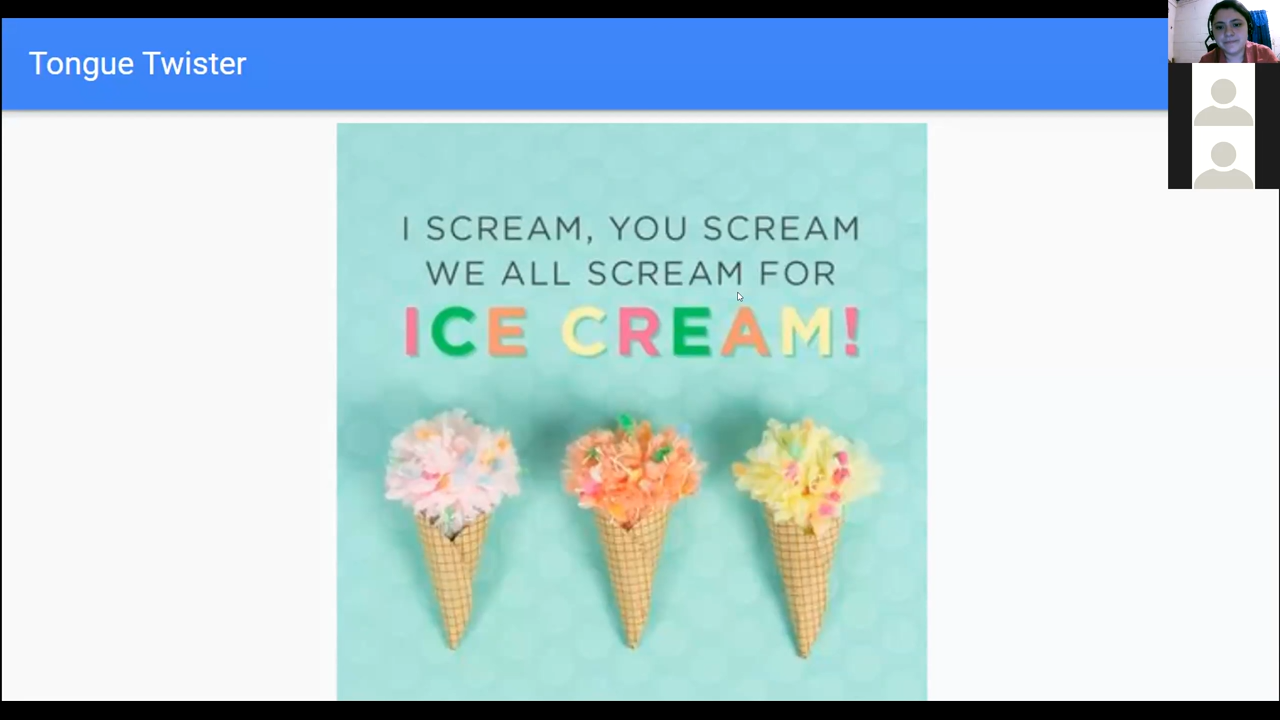 Tongue Twister
I SCREAM, YOU SCREAM
WE ALL SCREAM FOR
ICE CREAM!